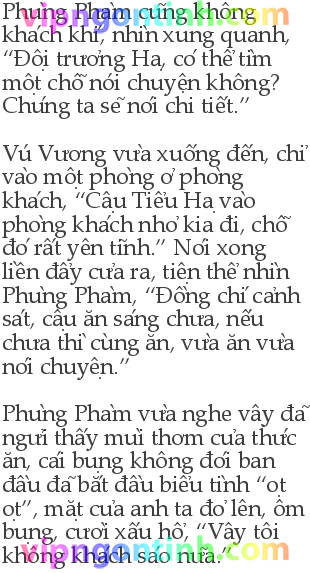 Phùng Phàm cũng không
khách khí, nhìn xung quanh,
“Đội trưởng Hạ, có thể tìm
một chỗ nói chuyện không?
Chúng ta sẽ nói chi tiết.”
Vú Vương vừa xuống đến, chỉ
vào một phòng ở phòng
khách, “Cậu Tiểu Hạ vào
phòng khách nhỏ kia đi, chỗ
đó rất yên tĩnh.” Nói xong
liền đẩy cửa ra, tiện thể nhìn
Phùng Phàm, “Đồng chí cảnh
sát, cậu ăn sáng chưa, nếu
chưa thì cùng ăn, vừa ăn vừa
nói chuyện.”
Phùng Phàm vừa nghe vậy đã
ngửi thấy mùi thơm của thức
ăn, cái bụng không đói ban
đầu đã bắt đầu biểu tình “ọt
ọt”, mặt của anh ta đỏ lên, ôm
bụng, cười xấu hổ, “Vậy tôi
không khách sáo nữa.”
vipngontinh.com
vipngontinh.com